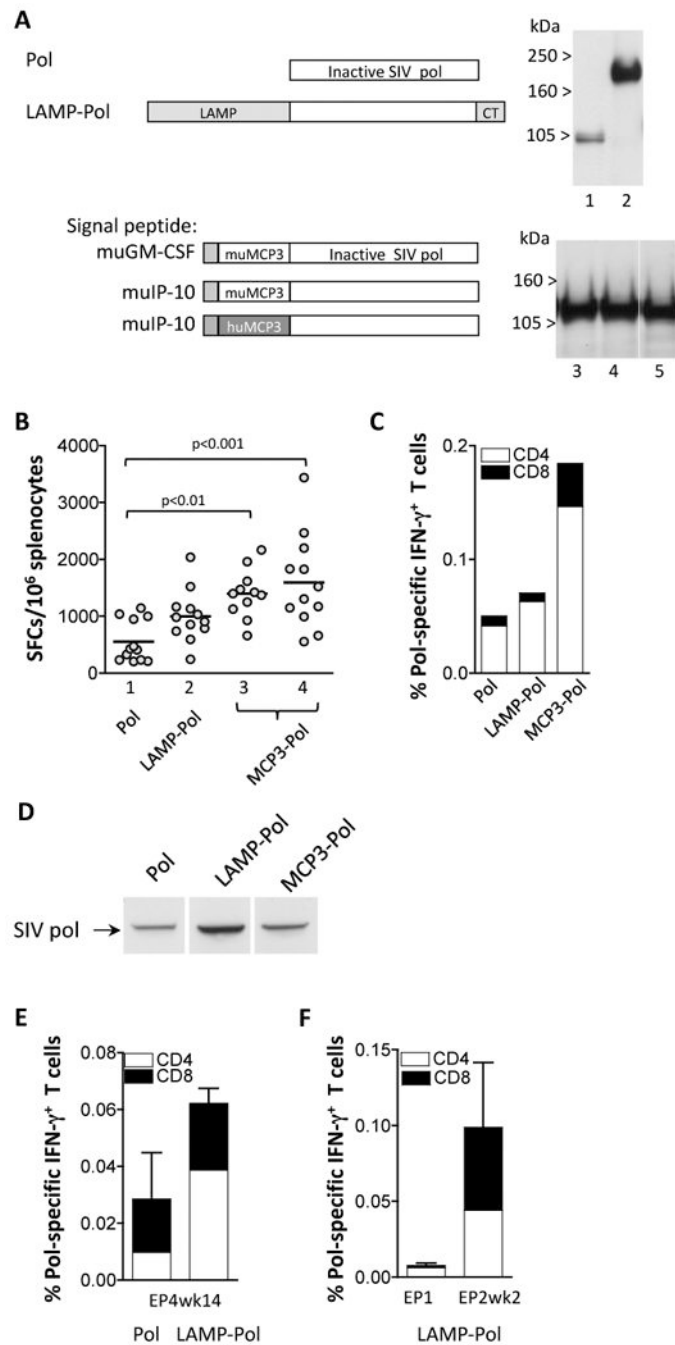 A
Pol
Inactive SIV pol
LAMP-Pol
LAMP
CT
kDa
250 >
160 >
105 >
1 2
Signal peptide:
muGM-CSF
muMCP3
Inactive SIV pol
muIP-10
muMCP3
muIP-10
huMCP3
kDa
160 >
105 >
3 4 5
B
SFCs/10⁶ splenocytes
4000
3000
2000
1000
0
p<0.001
p<0.01
1 2 3 4
Pol
LAMP-Pol
MCP3-Pol
C
% Pol-specific IFN-γ⁺ T cells
0.2
0.1
0.0
CD4
CD8
Pol
LAMP-Pol
MCP3-Pol
D
Pol
LAMP-Pol
MCP3-Pol
SIV pol →
E
% Pol-specific IFN-γ⁺ T cells
0.08
0.06
0.04
0.02
0.00
CD4
CD8
EP4wk14
Pol LAMP-Pol
F
% Pol-specific IFN-γ⁺ T cells
0.15
0.10
0.05
0.00
CD4
CD8
EP1 EP2wk2
LAMP-Pol